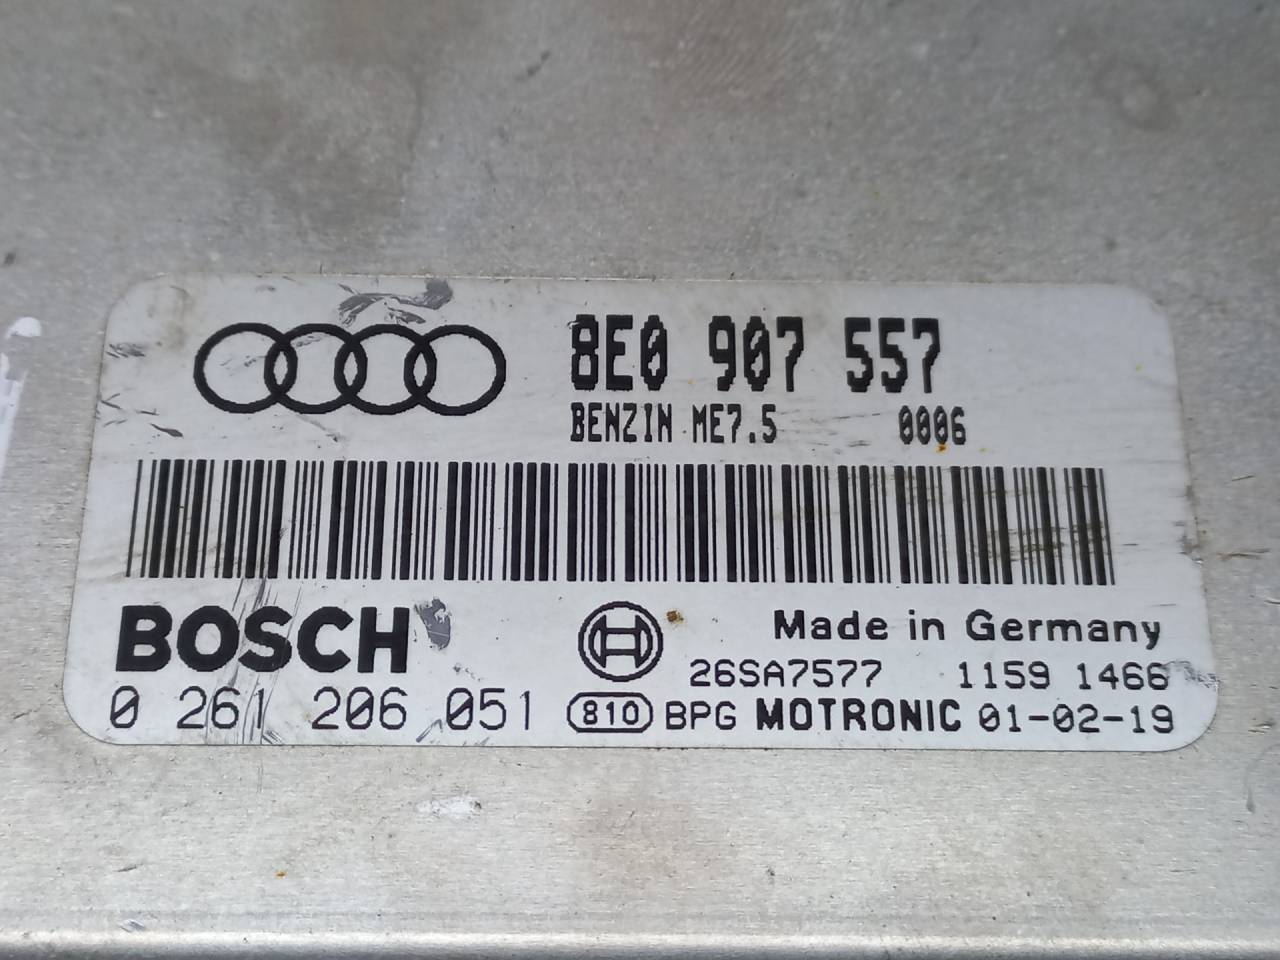 8E0 907 557
BENZIN ME7.5 0006
BOSCH
Made in Germany
26SA7577 1159 1466
0 261 206 051 810 BPG MOTRONIC 01-02-19